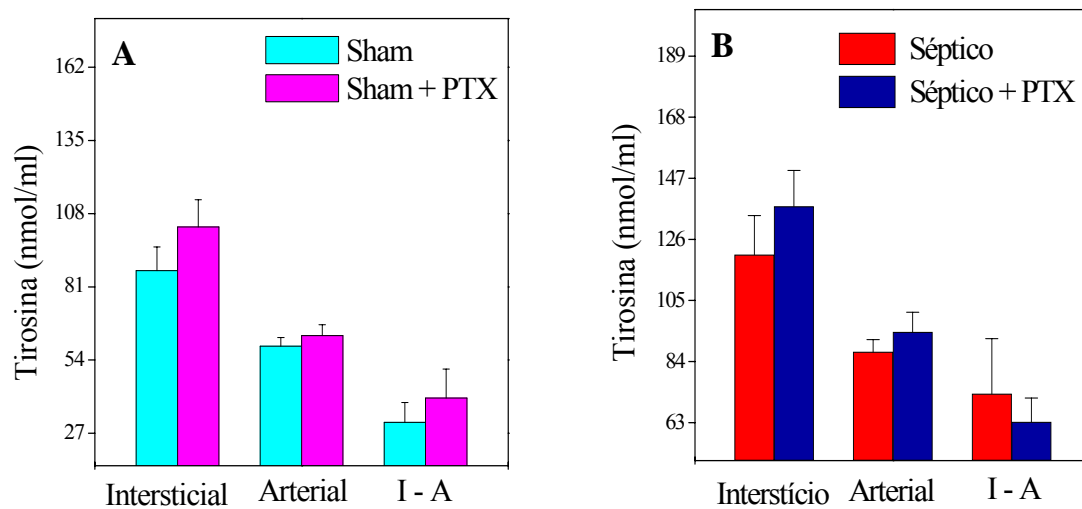 A
Sham
Sham + PTX
Tirosina (nmol/ml)
162
135
108
81
54
27
Intersticial Arterial I - A
B
Séptico
Séptico + PTX
Tirosina (nmol/ml)
189
168
147
126
105
84
63
Interstício Arterial I - A